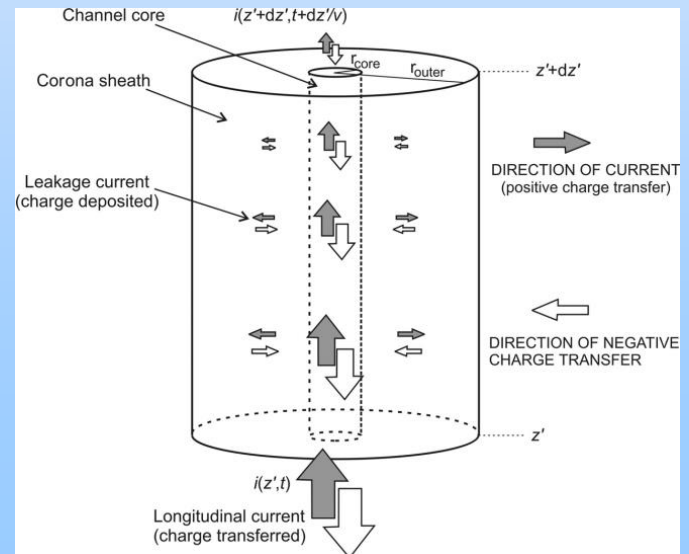 Channel core
i(z'+dz',t+dz'/v)
r_core
r_outer
z'+dz'
Corona sheath
DIRECTION OF CURRENT
(positive charge transfer)
Leakage current
(charge deposited)
DIRECTION OF NEGATIVE
CHARGE TRANSFER
z'
i(z',t)
Longitudinal current
(charge transferred)